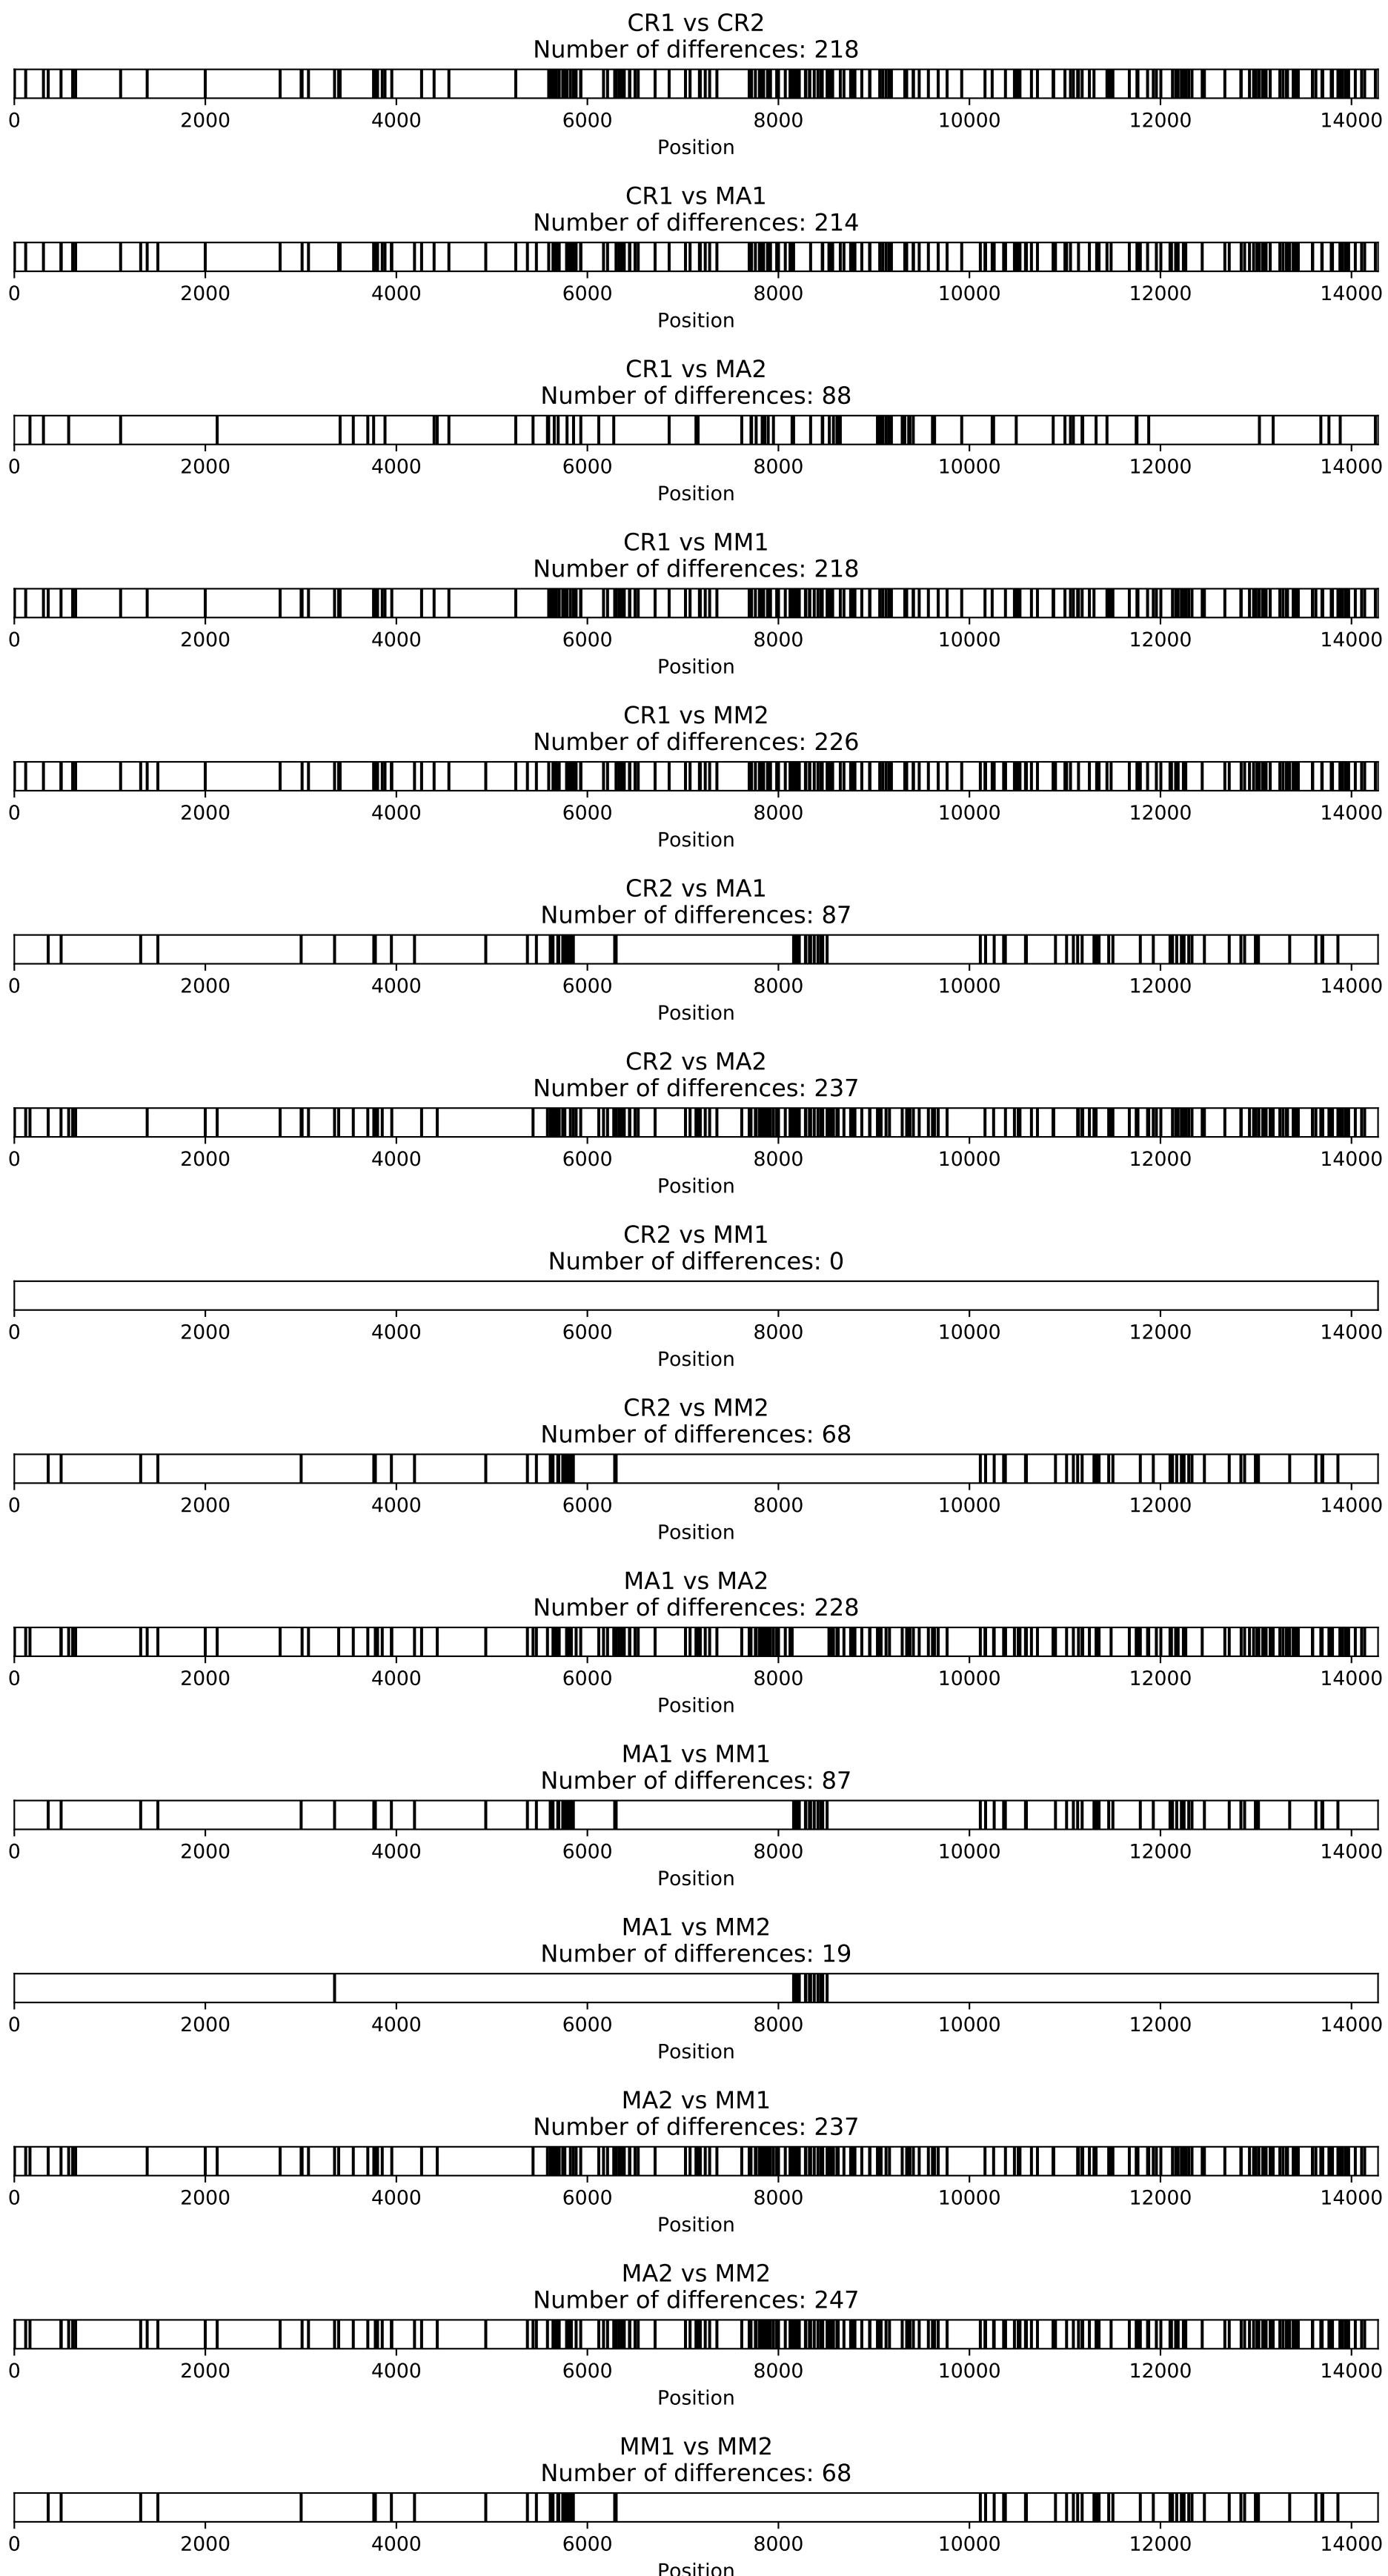 CR1 vs CR2
Number of differences: 218
0 2000 4000 6000 8000 10000 12000 14000
Position
CR1 vs MA1
Number of differences: 214
0 2000 4000 6000 8000 10000 12000 14000
Position
CR1 vs MA2
Number of differences: 88
0 2000 4000 6000 8000 10000 12000 14000
Position
CR1 vs MM1
Number of differences: 218
0 2000 4000 6000 8000 10000 12000 14000
Position
CR1 vs MM2
Number of differences: 226
0 2000 4000 6000 8000 10000 12000 14000
Position
CR2 vs MA1
Number of differences: 87
0 2000 4000 6000 8000 10000 12000 14000
Position
CR2 vs MA2
Number of differences: 237
0 2000 4000 6000 8000 10000 12000 14000
Position
CR2 vs MM1
Number of differences: 0
0 2000 4000 6000 8000 10000 12000 14000
Position
CR2 vs MM2
Number of differences: 68
0 2000 4000 6000 8000 10000 12000 14000
Position
MA1 vs MA2
Number of differences: 228
0 2000 4000 6000 8000 10000 12000 14000
Position
MA1 vs MM1
Number of differences: 87
0 2000 4000 6000 8000 10000 12000 14000
Position
MA1 vs MM2
Number of differences: 19
0 2000 4000 6000 8000 10000 12000 14000
Position
MA2 vs MM1
Number of differences: 237
0 2000 4000 6000 8000 10000 12000 14000
Position
MA2 vs MM2
Number of differences: 247
0 2000 4000 6000 8000 10000 12000 14000
Position
MM1 vs MM2
Number of differences: 68
0 2000 4000 6000 8000 10000 12000 14000
Position